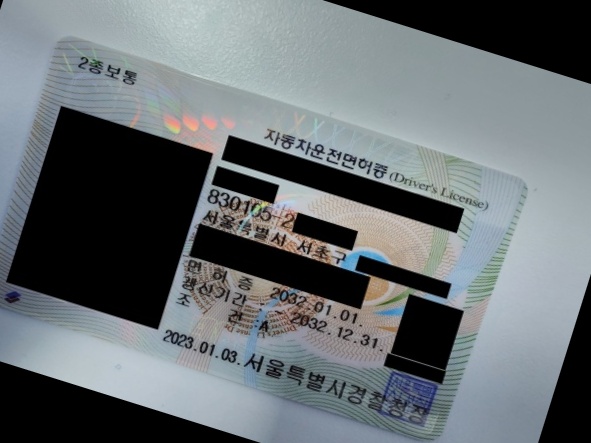 2종보통
자동차운전면허증 (Driver's License)
830105-2
서울특별시 서초구
면 허 증 2032.01.01.
갱신기간 ~ 2032.12.31.
조 건 :A
2023.01.03. 서울특별시경찰청장